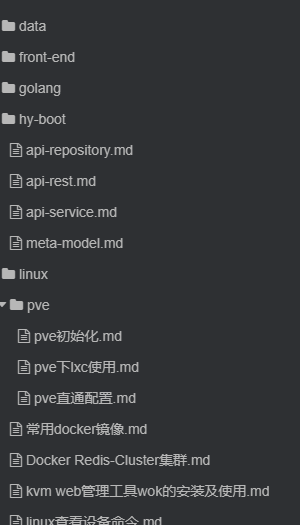 data
front-end
golang
hy-boot
api-repository.md
api-rest.md
api-service.md
meta-model.md
linux
pve
pve初始化.md
pve下lxc使用.md
pve直通配置.md
常用docker镜像.md
Docker Redis-Cluster集群.md
kvm web管理工具wok的安装及使用.md
linux查看设备命令.md